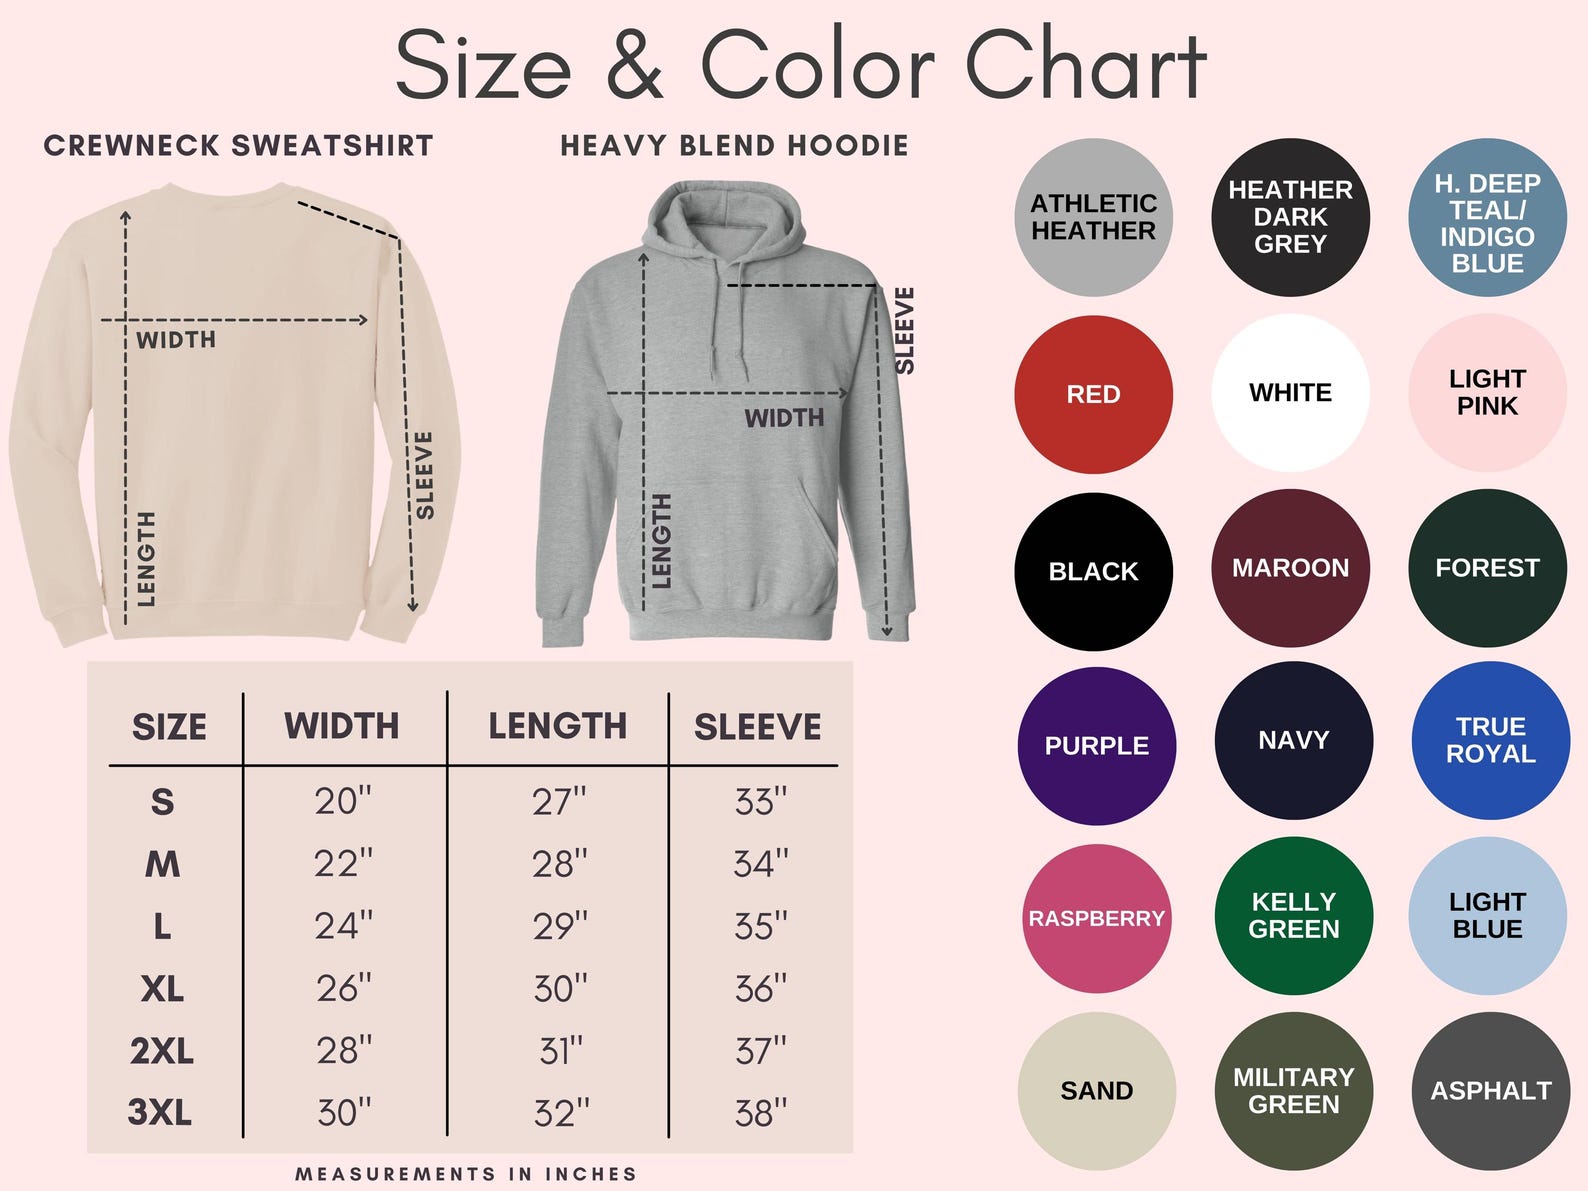 Size & Color Chart
CREWNECK SWEATSHIRT
HEAVY BLEND HOODIE
WIDTH
LENGTH
SLEEVE
WIDTH
LENGTH
SLEEVE
SIZE WIDTH LENGTH SLEEVE
S 20" 27" 33"
M 22" 28" 34"
L 24" 29" 35"
XL 26" 30" 36"
2XL 28" 31" 37"
3XL 30" 32" 38"
MEASUREMENTS IN INCHES
ATHLETIC
HEATHER
HEATHER
DARK
GREY
H. DEEP
TEAL/
INDIGO
BLUE
RED
WHITE
LIGHT
PINK
BLACK
MAROON
FOREST
PURPLE
NAVY
TRUE
ROYAL
RASPBERRY
KELLY
GREEN
LIGHT
BLUE
SAND
MILITARY
GREEN
ASPHALT